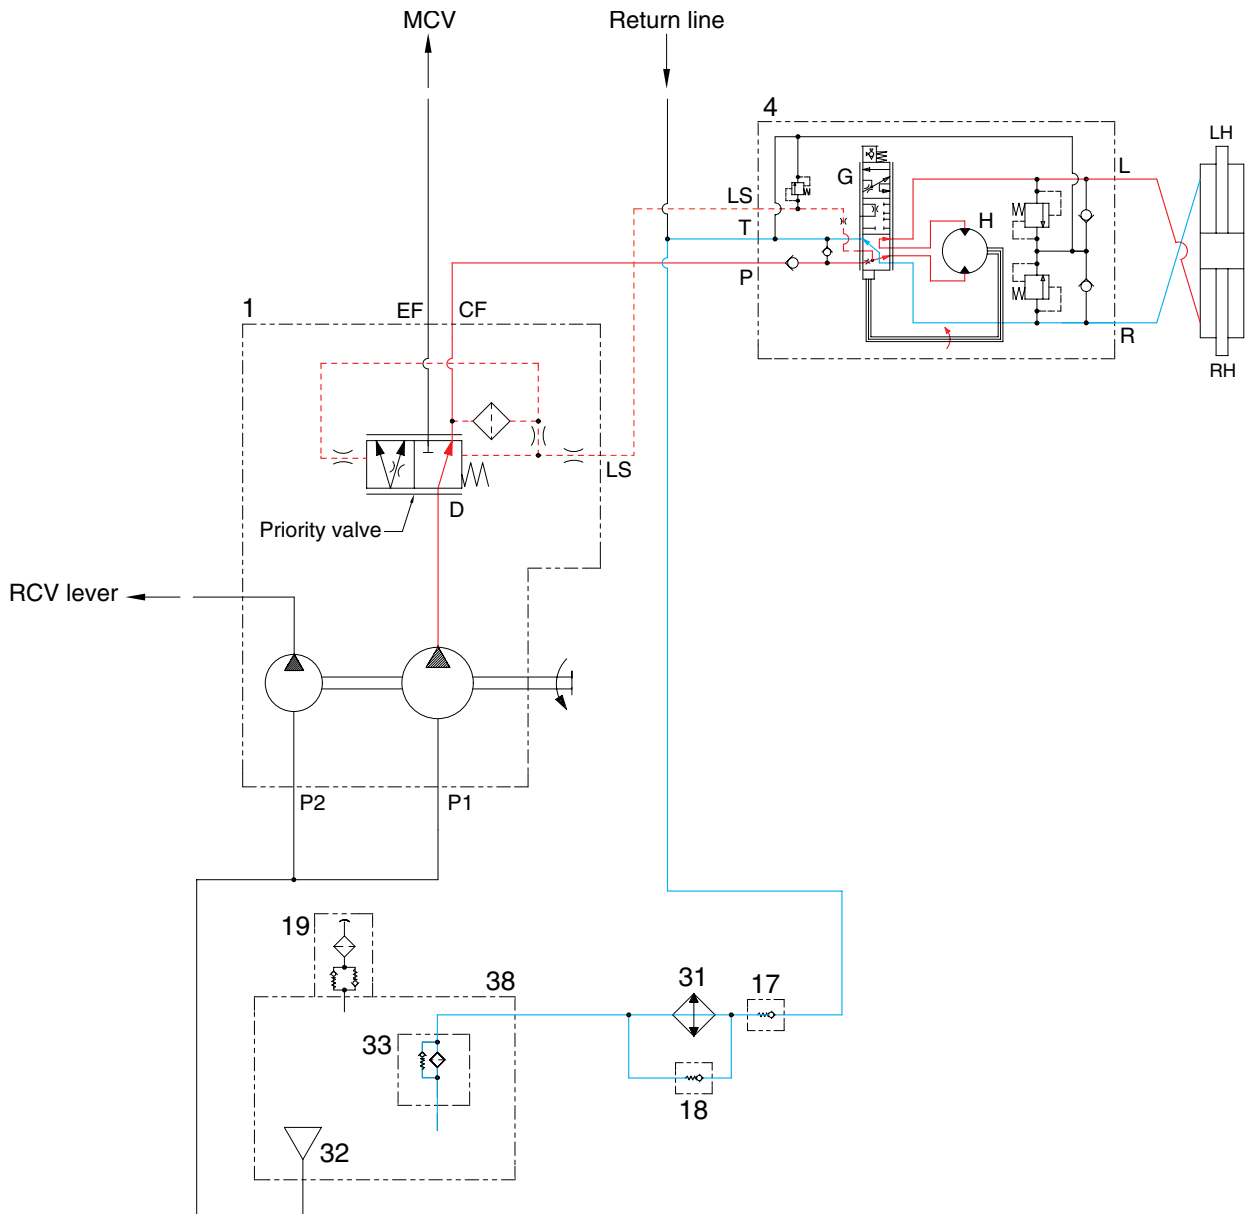 MCV
Return line
4
LH
G
L
LS
H
T
P
1
EF
CF
R
RH
LS
D
Priority valve
RCV lever
P2
P1
19
38
31
17
33
18
32